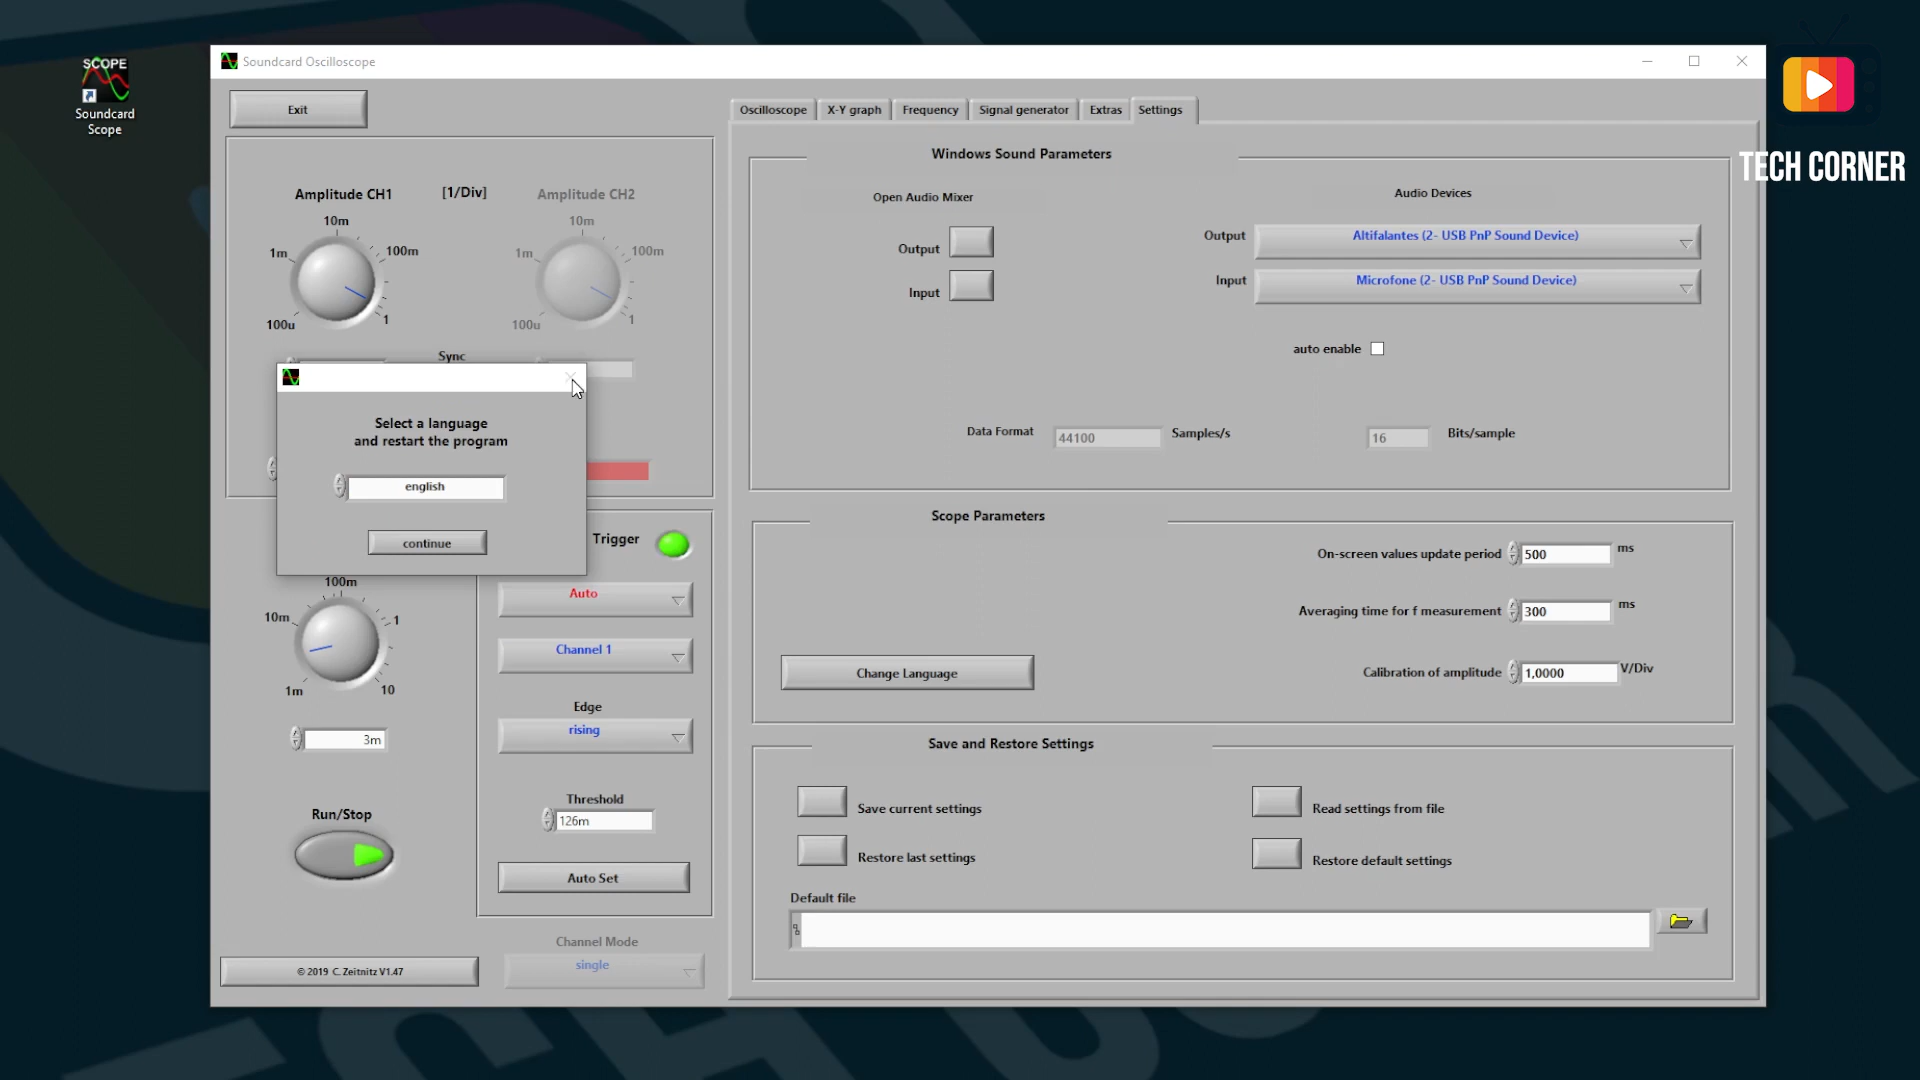 SCOPE
Soundcard
Scope
Soundcard Oscilloscope
TECH CORNER
Exit
Oscilloscope
X-Y graph
Frequency
Signal generator
Extras
Settings
Amplitude CH1
[1/Div]
Amplitude CH2
10m
1m
100m
100u
1
10m
1m
100m
100u
1
Sync
Select a language
and restart the program
english
continue
100m
10m
1
1m
10
3m
Run/Stop
© 2019 C. Zeitnitz V1.47
Trigger
Auto
Channel 1
Edge
rising
Threshold
126m
Auto Set
Channel Mode
single
Windows Sound Parameters
Open Audio Mixer
Audio Devices
Output
Output
Altifalantes (2- USB PnP Sound Device)
Input
Input
Microfone (2- USB PnP Sound Device)
auto enable
Data Format
44100
Samples/s
16
Bits/sample
Scope Parameters
On-screen values update period
500
ms
Averaging time for f measurement
300
ms
Change Language
Calibration of amplitude
1,0000
V/Div
Save and Restore Settings
Save current settings
Read settings from file
Restore last settings
Restore default settings
Default file